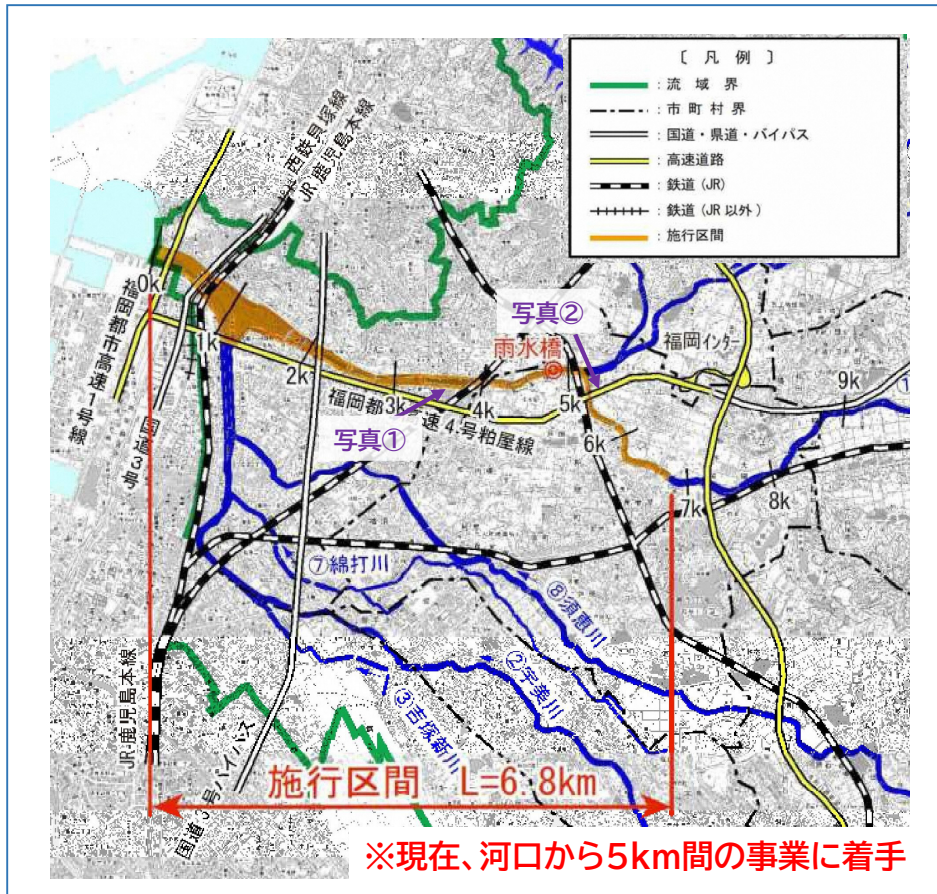 〔 凡 例 〕
：流 域 界
：市 町 村 界
：国道・県道・バイパス
：高速道路
：鉄道 (JR)
：鉄道 (JR 以外 )
：施行区間
西鉄貝塚線
JR鹿児島本線
0k
福岡都市高速1号線
国道3号
1k
2k
3k
4k
福岡都
速4号粕屋線
写真①
写真②
雨水橋
福岡インター
5k
6k
7k
8k
9k
⑦綿打川
⑧須恵川
②宇美川
③吉塚新川
JR鹿児島本線
国道3号バイパス
施行区間 L=6.8km
※現在、河口から5km間の事業に着手